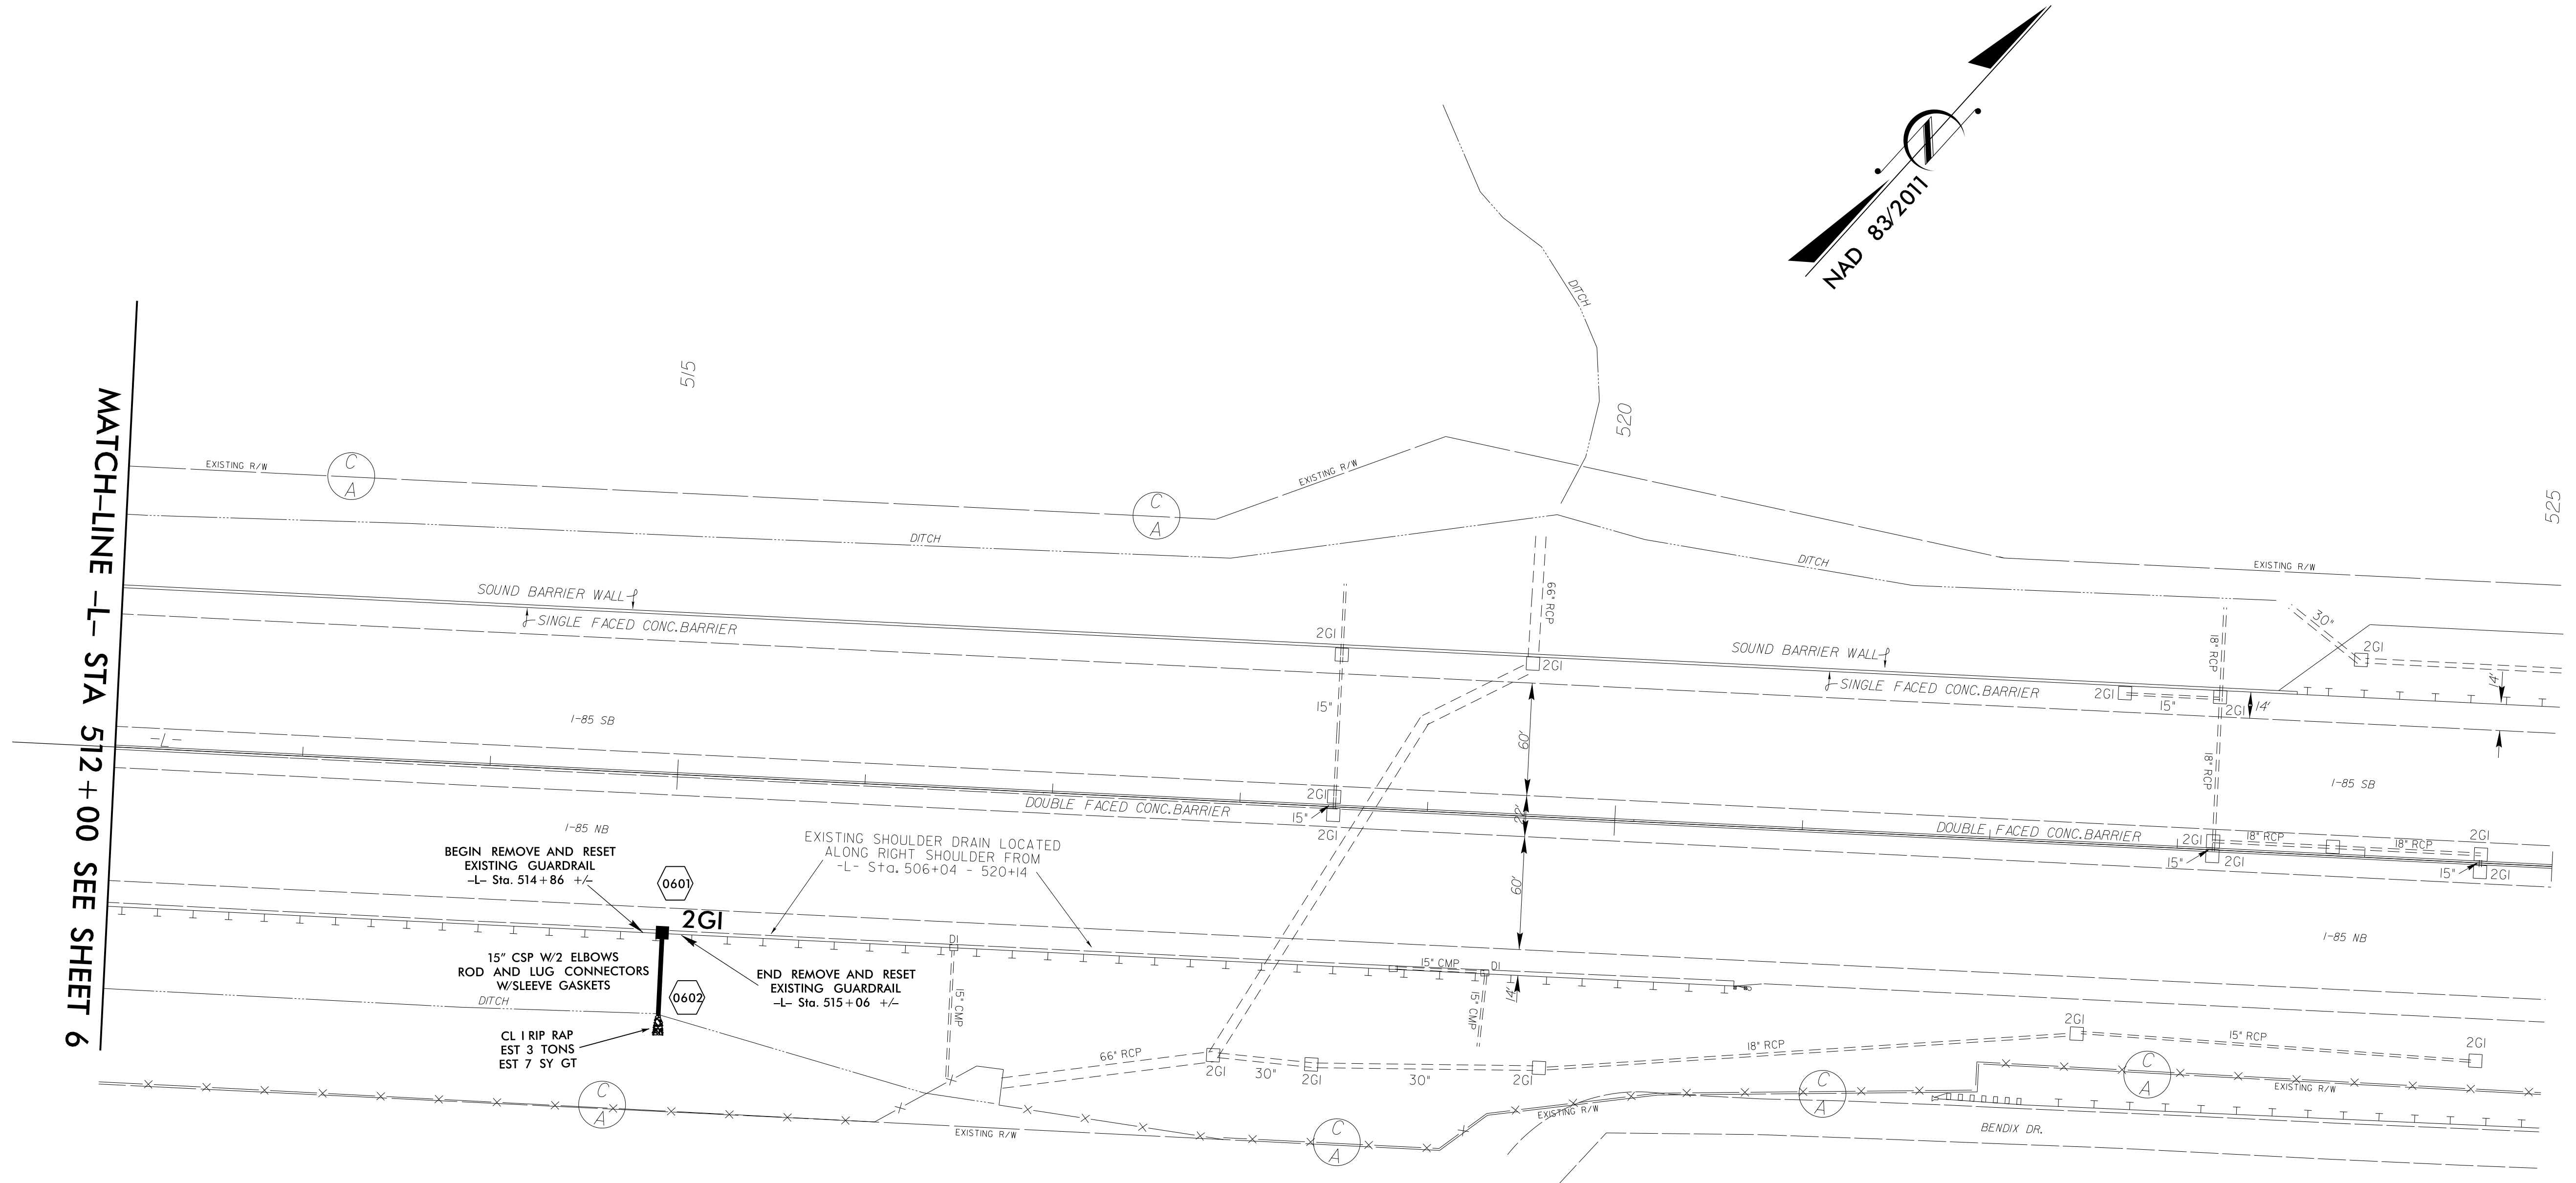 NAD 83/2011
MATCH-LINE -L- STA 512+00 SEE SHEET 6
515
520
525
DITCH
EXISTING R/W
C
A
C
A
EXISTING R/W
EXISTING R/W
DITCH
DITCH
SOUND BARRIER WALL
SINGLE FACED CONC. BARRIER
66" RCP
2GI
2GI
SOUND BARRIER WALL
SINGLE FACED CONC. BARRIER
18" RCP
30"
2GI
2GI
15"
2GI
14'
14'
15"
60'
I-85 SB
-L-
18" RCP
I-85 SB
2GI
DOUBLE FACED CONC. BARRIER
15"
2GI
22'
DOUBLE FACED CONC. BARRIER
2GI
18" RCP
18" RCP
2GI
15"
2GI
15"
2GI
I-85 NB
BEGIN REMOVE AND RESET
EXISTING GUARDRAIL
-L- Sta. 514+86 +/-
0601
2GI
EXISTING SHOULDER DRAIN LOCATED
ALONG RIGHT SHOULDER FROM
-L- Sta. 506+04 - 520+14
60'
I-85 NB
DI
15" CSP W/2 ELBOWS
ROD AND LUG CONNECTORS
W/SLEEVE GASKETS
END REMOVE AND RESET
EXISTING GUARDRAIL
-L- Sta. 515+06 +/-
15" CMP
DI
14'
15" CMP
15" CMP
DITCH
0602
CL I RIP RAP
EST 3 TONS
EST 7 SY GT
66" RCP
2GI
30"
2GI
30"
2GI
18" RCP
2GI
15" RCP
2GI
C
A
EXISTING R/W
C
A
EXISTING R/W
C
A
C
A
EXISTING R/W
BENDIX DR.